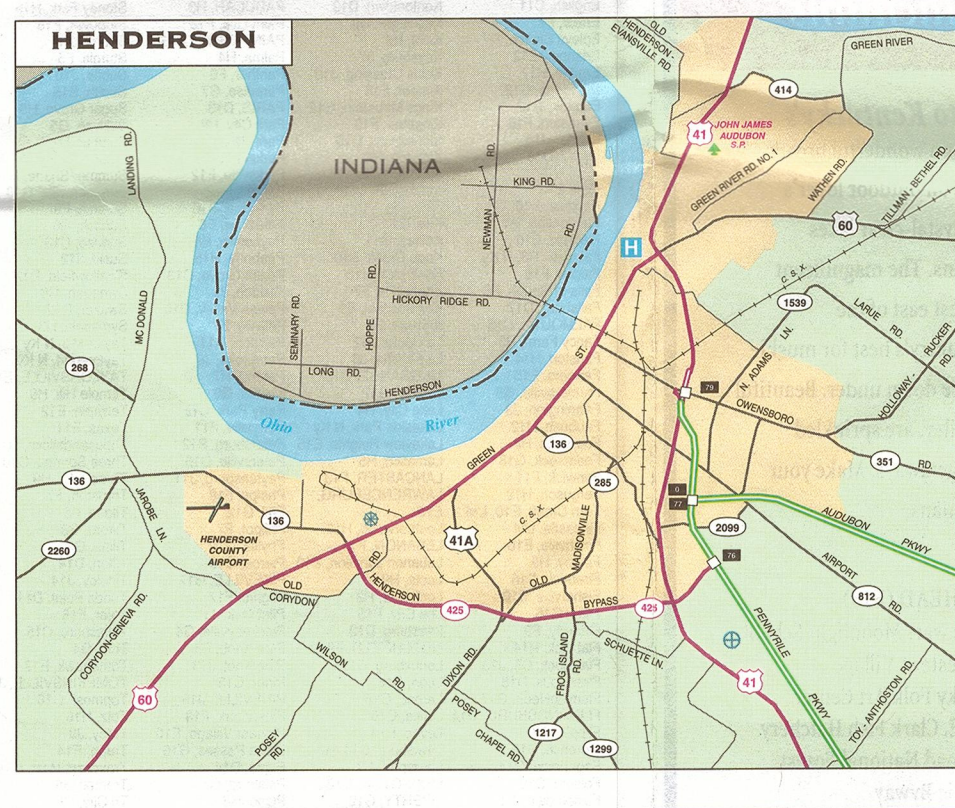 HENDERSON
OLD
HENDERSON-
EVANSVILLE RD.
GREEN RIVER
414
41
JOHN JAMES
AUDUBON
S.P.
LANDING RD.
INDIANA
RD.
KING RD.
GREEN RIVER RD. NO. 1
WATHEN RD.
TILLMAN - BETHEL RD.
60
NEWMAN
RD.
H
C.S.X.
1539
LARUE RD.
RUCKER
MC DONALD
SEMINARY RD.
HOPPE RD.
HICKORY RIDGE RD.
ST.
N. ADAMS LN.
HOLLOWAY - RD.
268
LONG RD.
HENDERSON
79
OWENSBORO
Ohio River
GREEN
136
351
RD.
136
285
0
77
JAROBE LN.
136
C.S.X.
MADISONVILLE
2099
AUDUBON PKWY
2260
HENDERSON
COUNTY
AIRPORT
41A
76
RD.
AIRPORT RD.
812
OLD
CORYDON
HENDERSON
OLD
BYPASS
425
425
PENNYRILE PKWY
CORYDON-GENEVA RD.
WILSON RD.
DIXON RD.
FROG ISLAND
RD.
SCHUETTE LN.
41
60
POSEY
RD.
POSEY
CHAPEL RD.
1217
1299
TOY - ANTHOSTON RD.